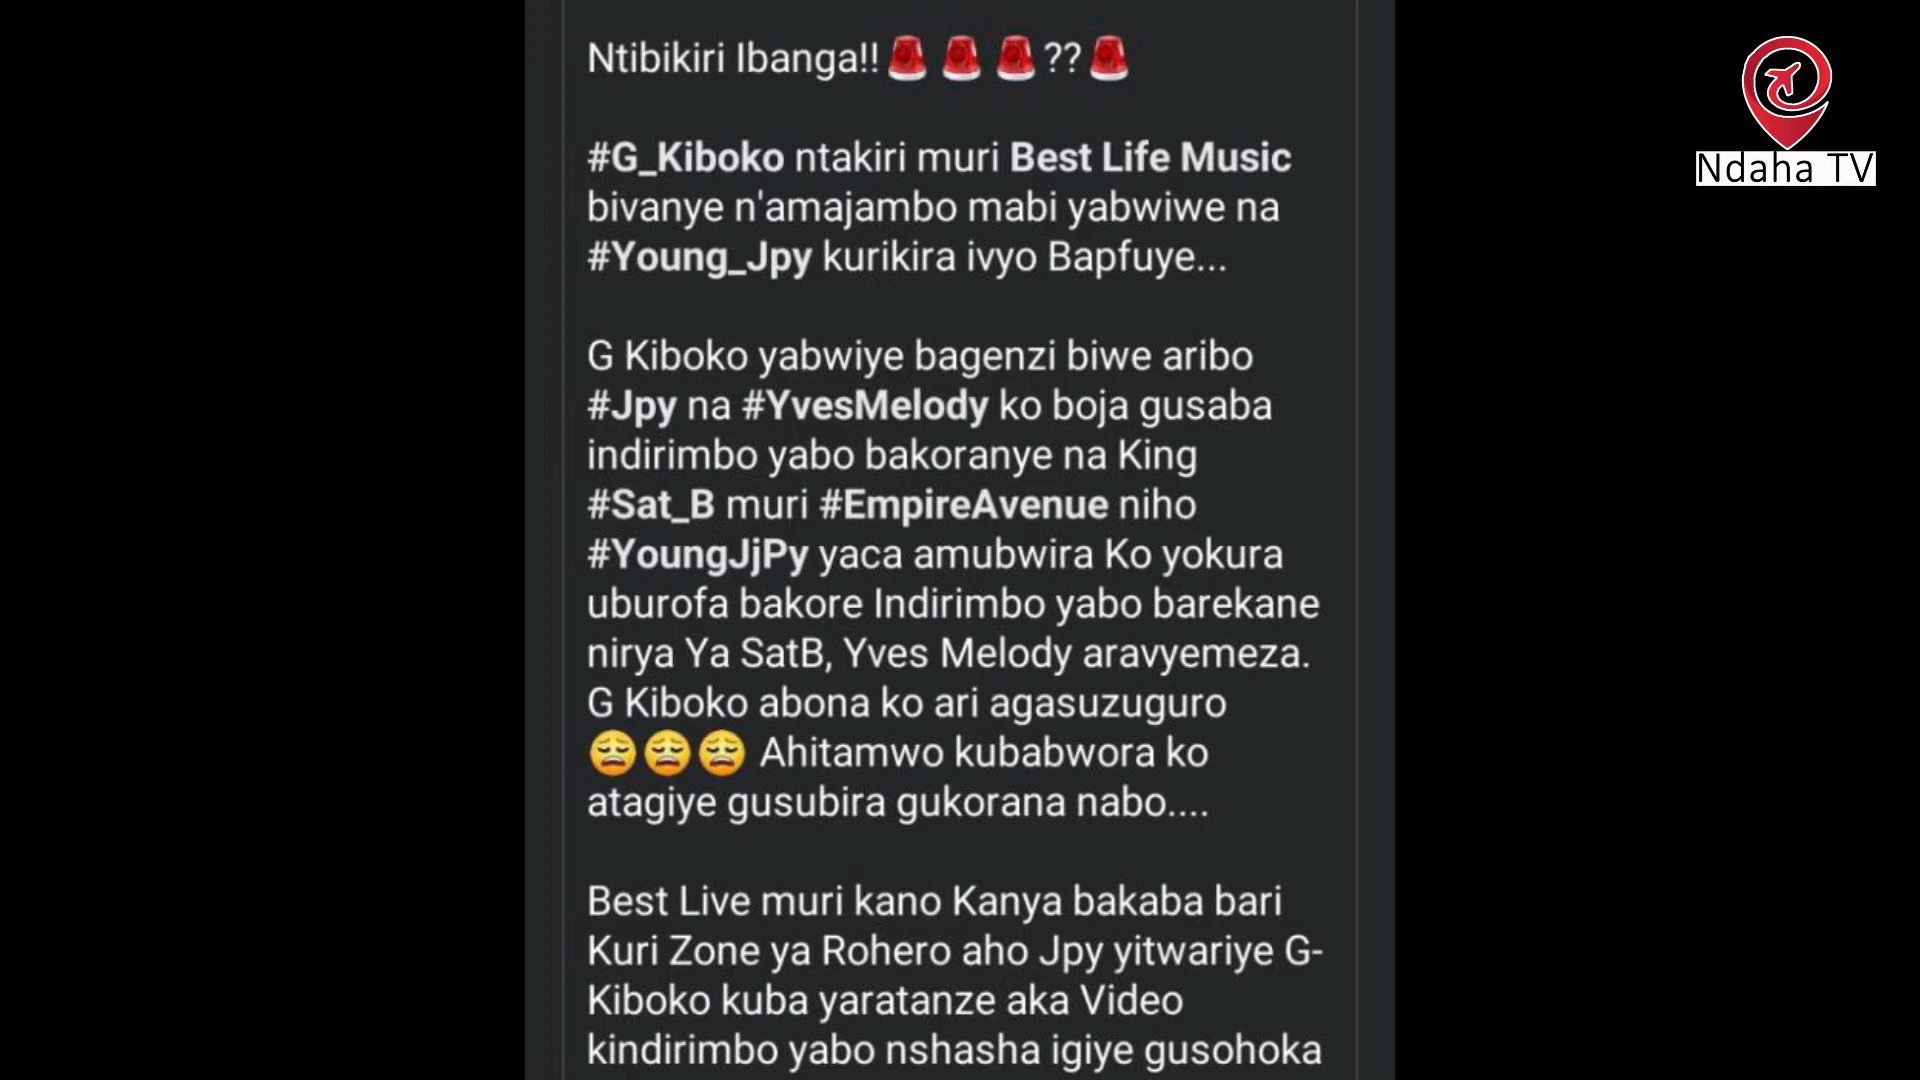 Ntibikiri Ibanga!!🚨🚨🚨??🚨
#G_Kiboko ntakiri muri Best Life Music
bivanye n'amajambo mabi yabwiwe na
#Young_Jpy kurikira ivyo Bapfuye...
G Kiboko yabwiye bagenzi biwe aribo
#Jpy na #YvesMelody ko boja gusaba
indirimbo yabo bakoranye na King
#Sat_B muri #EmpireAvenue niho
#YoungJjPy yaca amubwira Ko yokura
uburofa bakore Indirimbo yabo barekane
nirya Ya SatB, Yves Melody aravyemeza.
G Kiboko abona ko ari agasuzuguro
😩😩😩 Ahitamwo kubabwora ko
atagiye gusubira gukorana nabo....
Best Live muri kano Kanya bakaba bari
Kuri Zone ya Rohero aho Jpy yitwariye G-
Kiboko kuba yaratanze aka Video
kindirimbo yabo nshasha igiye gusohoka
Ndaha TV